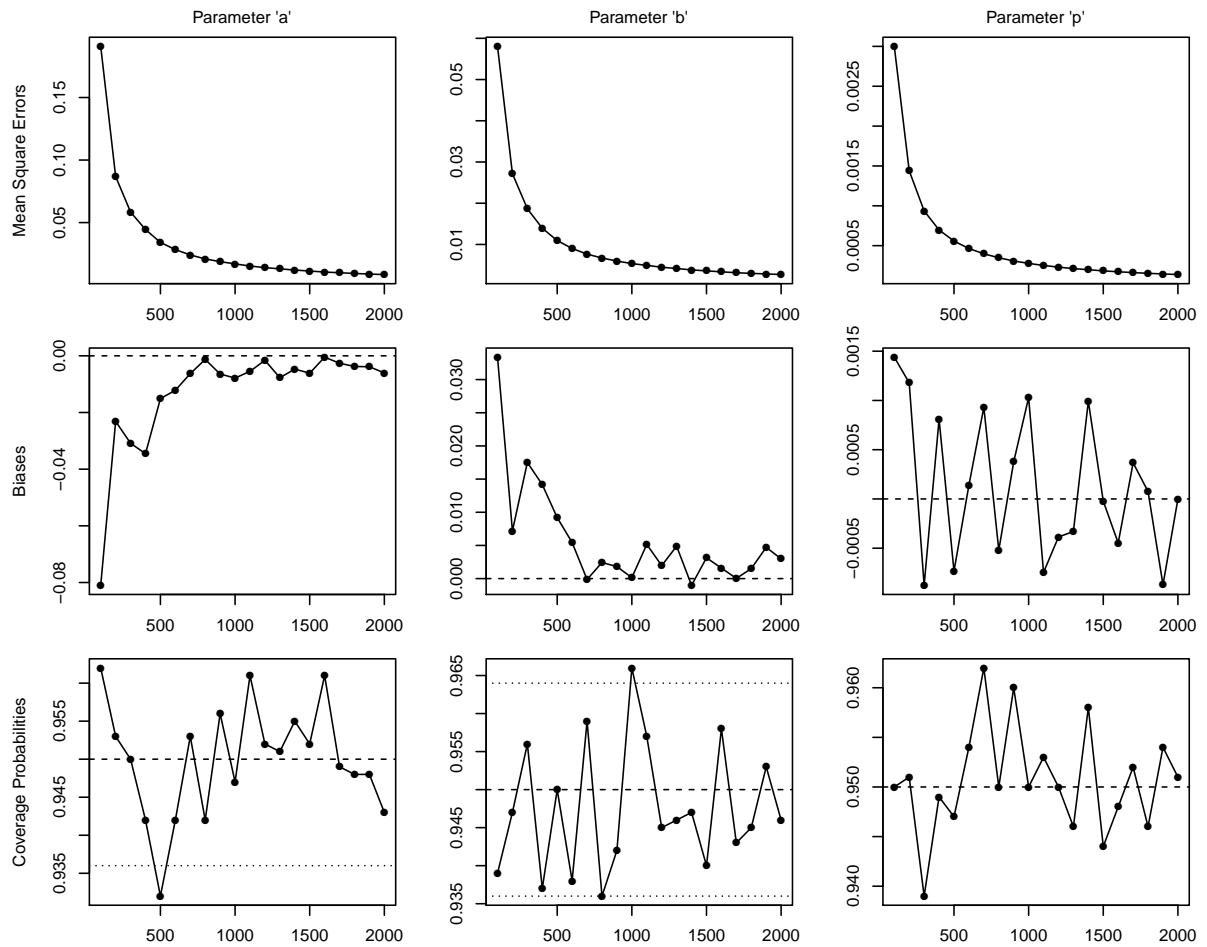 Parameter 'a'
Parameter 'b'
Parameter 'p'
Mean Square Errors
0.05 0.10 0.15
500 1000 1500 2000
0.01 0.03 0.05
500 1000 1500 2000
0.0005 0.0015 0.0025
500 1000 1500 2000
Biases
−0.08 −0.04 0.00
500 1000 1500 2000
0.000 0.010 0.020 0.030
500 1000 1500 2000
−0.0005 0.0005 0.0015
500 1000 1500 2000
Coverage Probabilities
0.935 0.945 0.955
500 1000 1500 2000
0.935 0.945 0.955 0.965
500 1000 1500 2000
0.940 0.950 0.960
500 1000 1500 2000